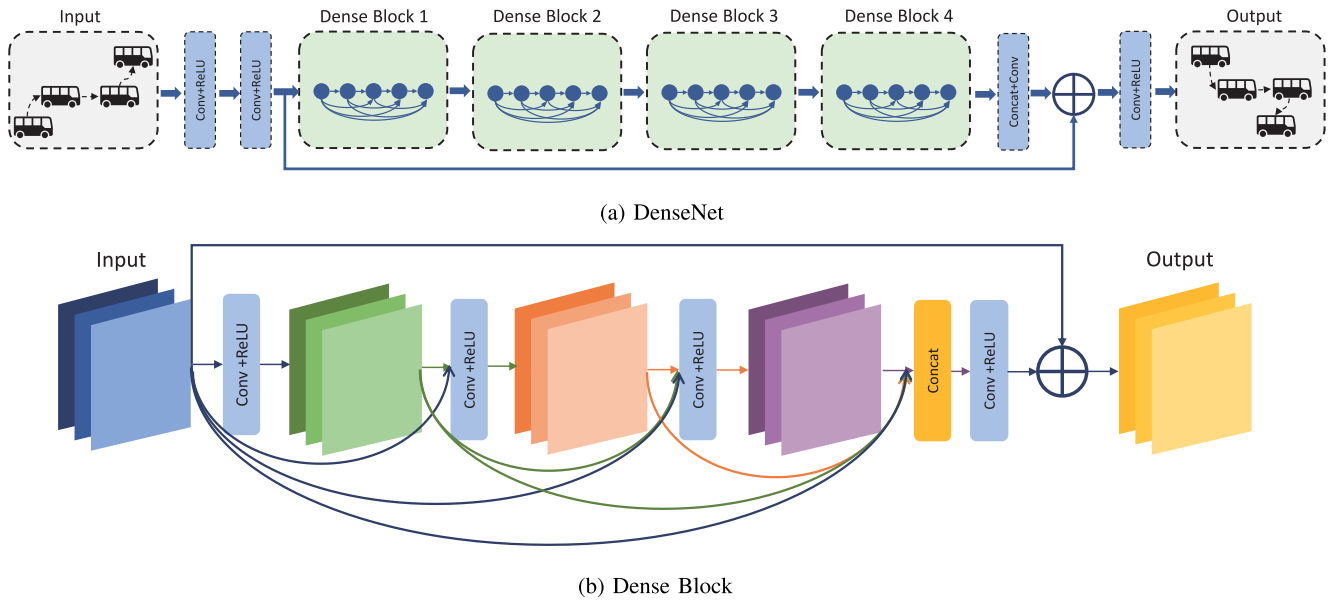 Input
Dense Block 1
Dense Block 2
Dense Block 3
Dense Block 4
Output
Conv+ReLU
Conv+ReLU
Concat+Conv
Conv+ReLU
(a) DenseNet
Input
Output
Conv +ReLU
Conv +ReLU
Conv +ReLU
Concat
Conv +ReLU
(b) Dense Block